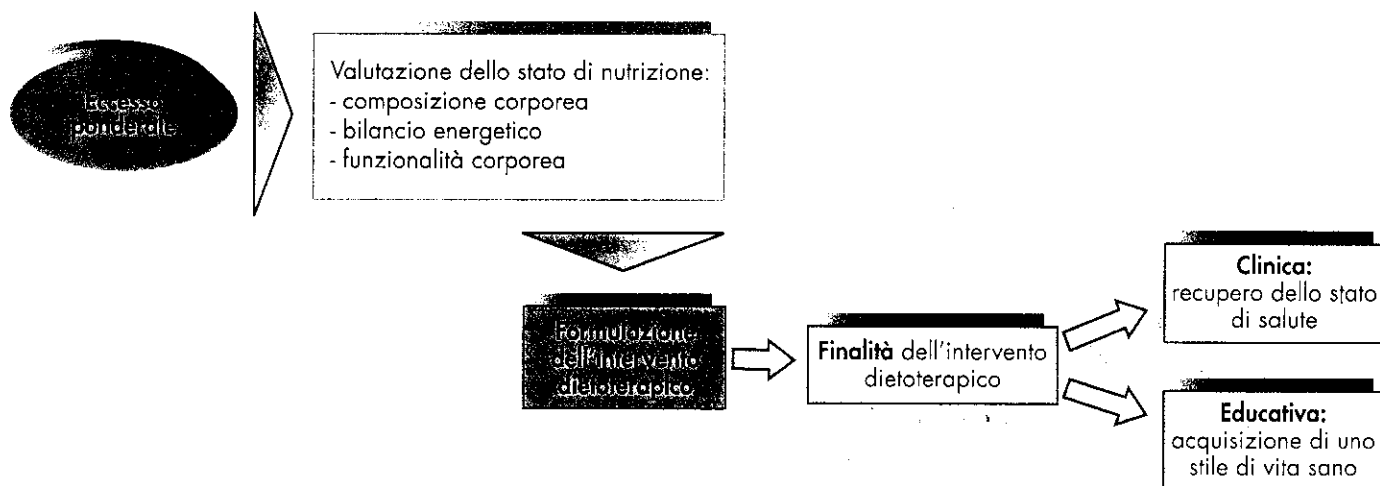 Eccesso
ponderale
Valutazione dello stato di nutrizione:
- composizione corporea
- bilancio energetico
- funzionalità corporea
Formulazione
dell'intervento
dietoterapico
Finalità dell'intervento
dietoterapico
Clinica:
recupero dello stato
di salute
Educativa:
acquisizione di uno
stile di vita sano